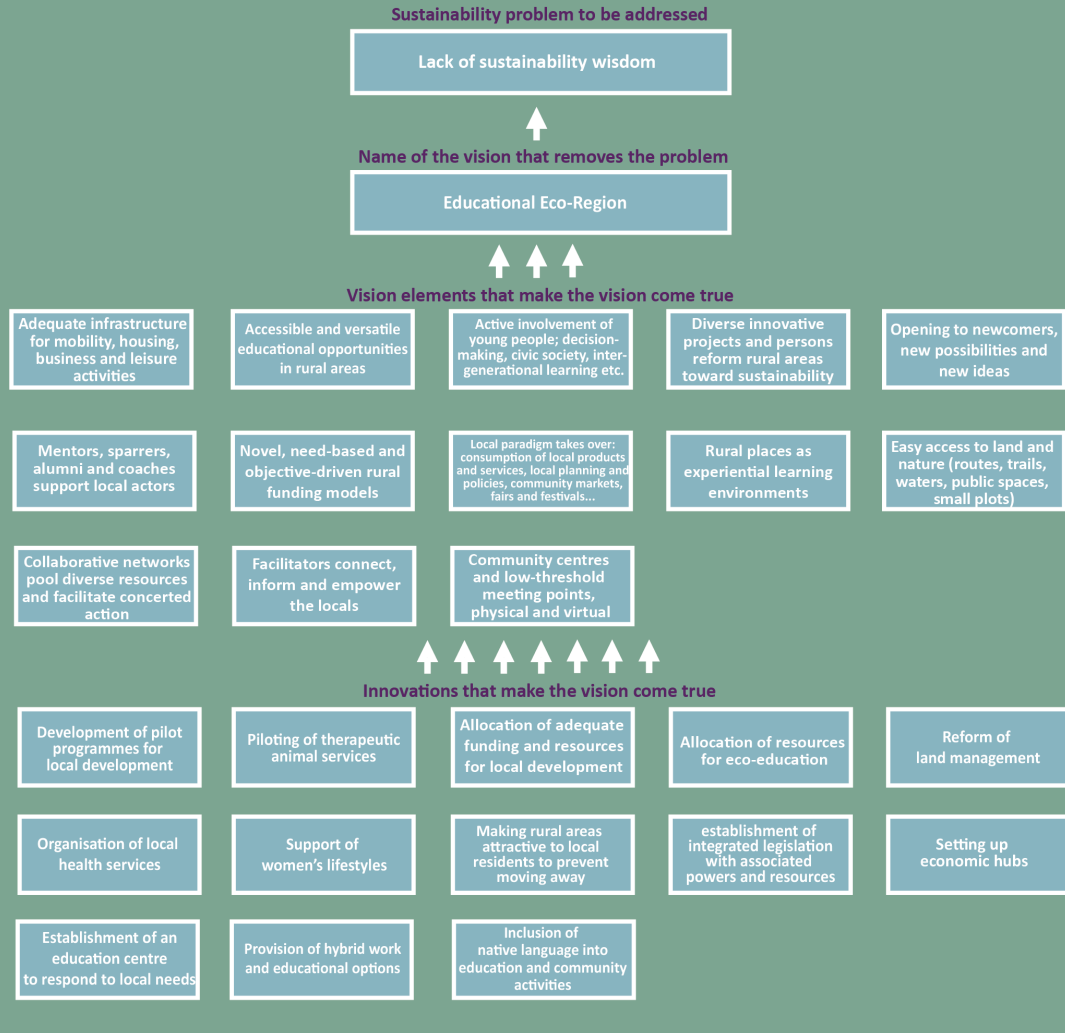 Sustainability problem to be addressed
Lack of sustainability wisdom
Name of the vision that removes the problem
Educational Eco-Region
Vision elements that make the vision come true
Adequate infrastructure
for mobility, housing,
business and leisure
activities
Accessible and versatile
educational opportunities
in rural areas
Active involvement of
young people; decision-
making, civic society, inter-
generational learning etc.
Diverse innovative
projects and persons
reform rural areas
toward sustainability
Opening to newcomers,
new possibilities and
new ideas
Mentors, sparrers,
alumni and coaches
support local actors
Novel, need-based and
objective-driven rural
funding models
Local paradigm takes over:
consumption of local products
and services, local planning and
policies, community markets,
fairs and festivals...
Rural places as
experiential learning
environments
Easy access to land and
nature (routes, trails,
waters, public spaces,
small plots)
Collaborative networks
pool diverse resources
and facilitate concerted
action
Facilitators connect,
inform and empower
the locals
Community centres
and low-threshold
meeting points,
physical and virtual
Innovations that make the vision come true
Development of pilot
programmes for
local development
Piloting of therapeutic
animal services
Allocation of adequate
funding and resources
for local development
Allocation of resources
for eco-education
Reform of
land management
Organisation of local
health services
Support of
women's lifestyles
Making rural areas
attractive to local
residents to prevent
moving away
establishment of
integrated legislation
with associated
powers and resources
Setting up
economic hubs
Establishment of an
education centre
to respond to local needs
Provision of hybrid work
and educational options
Inclusion of
native language into
education and community
activities